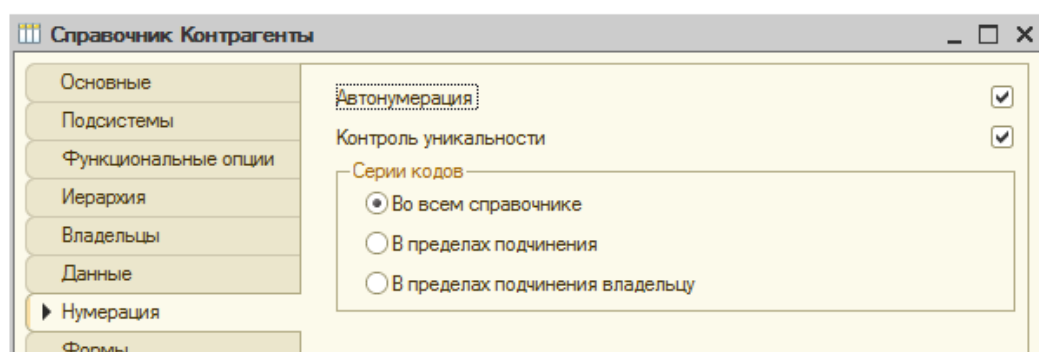 Справочник Контрагенты
Основные
Подсистемы
Функциональные опции
Иерархия
Владельцы
Данные
Нумерация
Формы
Автонумерация
Контроль уникальности
Серии кодов
Во всем справочнике
В пределах подчинения
В пределах подчинения владельцу